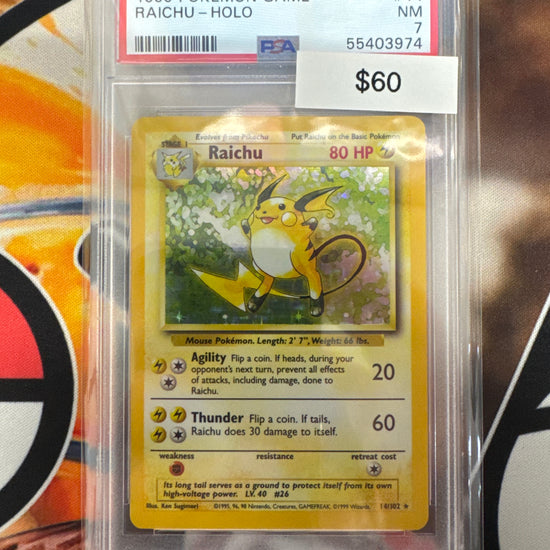 RAICHU – HOLO
NM
7
PSA
55403974
$60
Evolves from Pikachu
Put Raichu on the Basic Pokémon
STAGE 1
Raichu
80 HP
Mouse Pokémon. Length: 2' 7", Weight: 66 lbs.
Agility Flip a coin. If heads, during your
opponent's next turn, prevent all effects
of attacks, including damage, done to
Raichu.
20
Thunder Flip a coin. If tails,
Raichu does 30 damage to itself.
60
weakness
resistance
retreat cost
Its long tail serves as a ground to protect itself from its own
high-voltage power. LV. 40 #26
Illus. Ken Sugimori
©1995, 96, 98 Nintendo, Creatures, GAMEFREAK. ©1999 Wizards.
14/102 ★